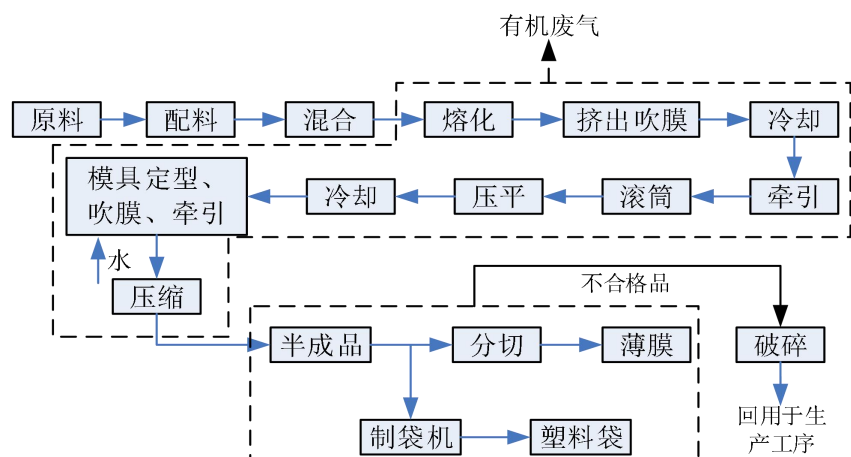 有机废气
原料
配料
混合
熔化
挤出吹膜
冷却
模具定型、
吹膜、牵引
冷却
压平
滚筒
牵引
水
压缩
不合格品
半成品
分切
薄膜
破碎
制袋机
塑料袋
回用于生
产工序